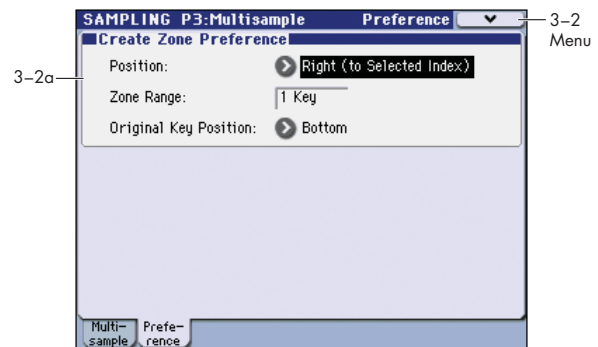 SAMPLING P3:Multisample Preference
3–2
Menu
Create Zone Preference
3–2a
Position: Right (to Selected Index)
Zone Range: 1 Key
Original Key Position: Bottom
Multi– Prefe–
sample rence